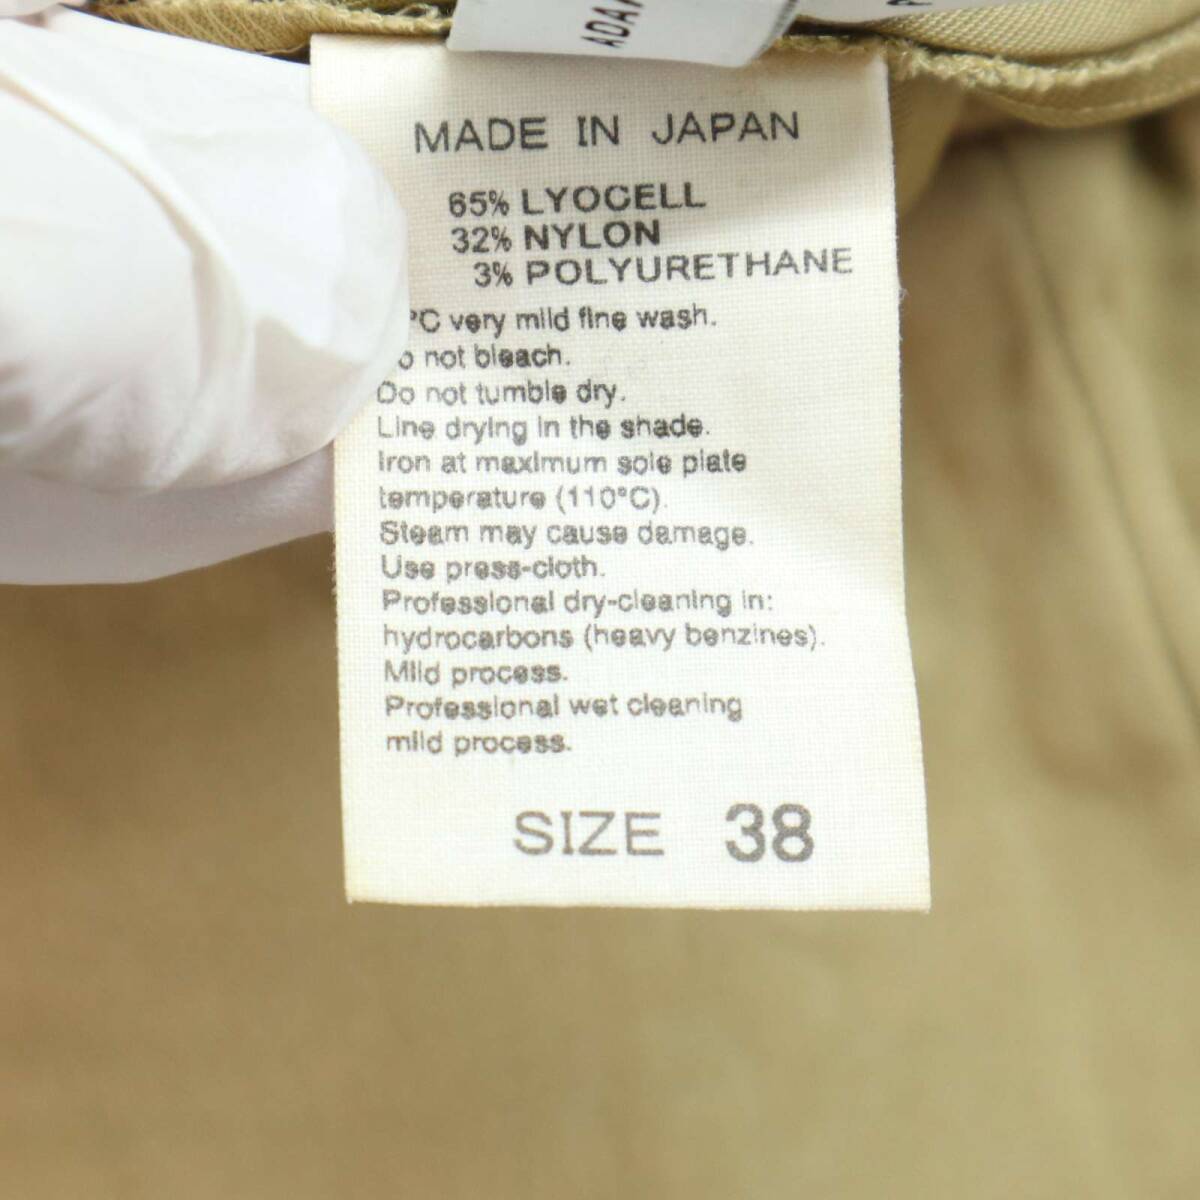 MADE IN JAPAN
65% LYOCELL
32% NYLON
3% POLYURETHANE
°C very mild fine wash.
not bleach.
Do not tumble dry.
Line drying in the shade.
Iron at maximum sole plate
temperature (110°C).
Steam may cause damage.
Use press-cloth.
Professional dry-cleaning in:
hydrocarbons (heavy benzines).
Mild process.
Professional wet cleaning
mild process.
SIZE 38